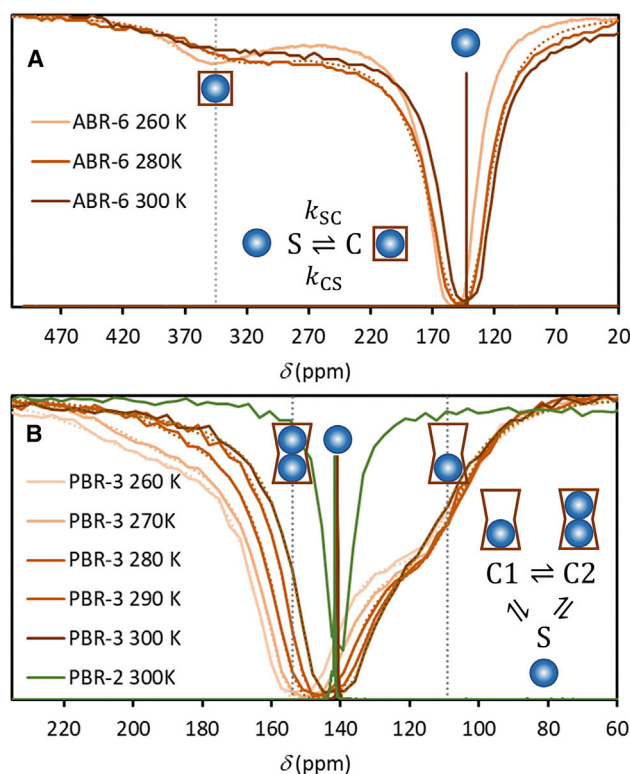 A
ABR-6 260 K
ABR-6 280K
ABR-6 300 K
kSC
S ⇌ C
kCS
470 420 370 320 270 220 170 120 70 20
δ(ppm)
B
PBR-3 260 K
PBR-3 270K
PBR-3 280 K
PBR-3 290 K
PBR-3 300 K
PBR-2 300K
C1 ⇌ C2
⇌ ⇌
S
220 200 180 160 140 120 100 80 60
δ(ppm)